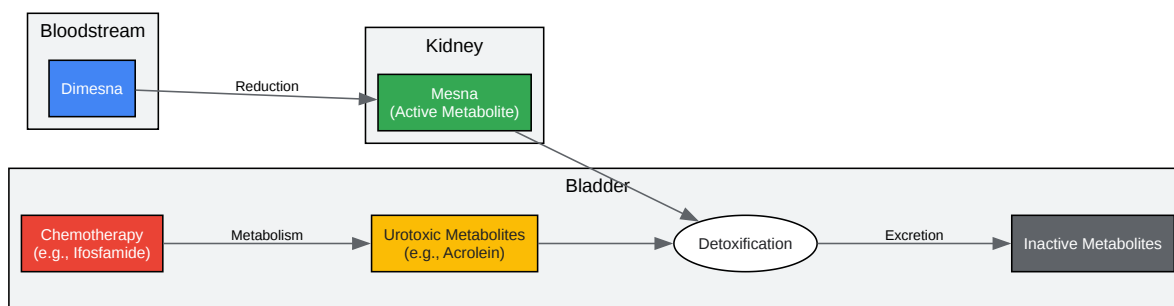 Bloodstream
Dimesna
Reduction
Kidney
Mesna
(Active Metabolite)
Bladder
Chemotherapy
(e.g., Ifosfamide)
Metabolism
Urotoxic Metabolites
(e.g., Acrolein)
Detoxification
Excretion
Inactive Metabolites